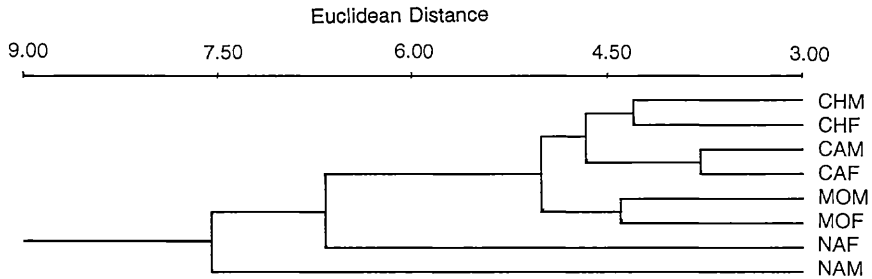 Euclidean Distance
9.00 7.50 6.00 4.50 3.00
CHM
CHF
CAM
CAF
MOM
MOF
NAF
NAM